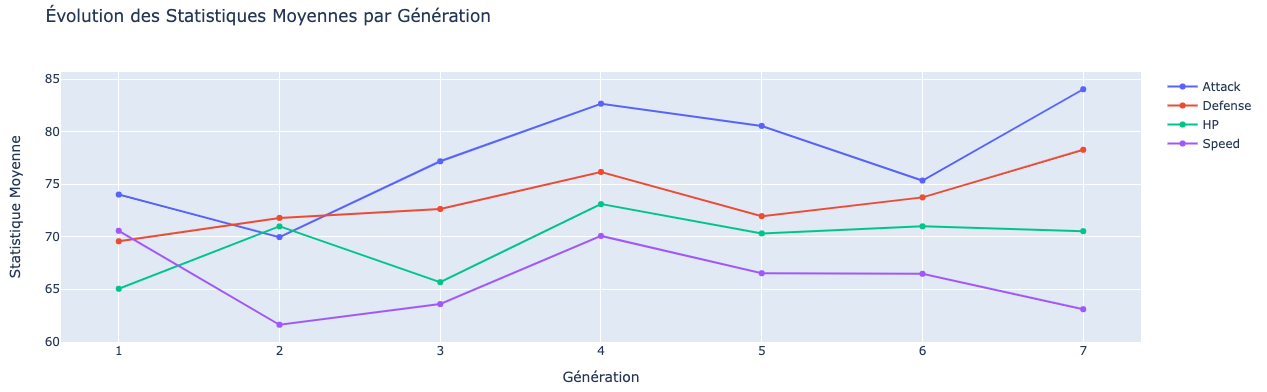 Évolution des Statistiques Moyennes par Génération
Statistique Moyenne
85
80
75
70
65
60
1 2 3 4 5 6 7
Génération
Attack
Defense
HP
Speed